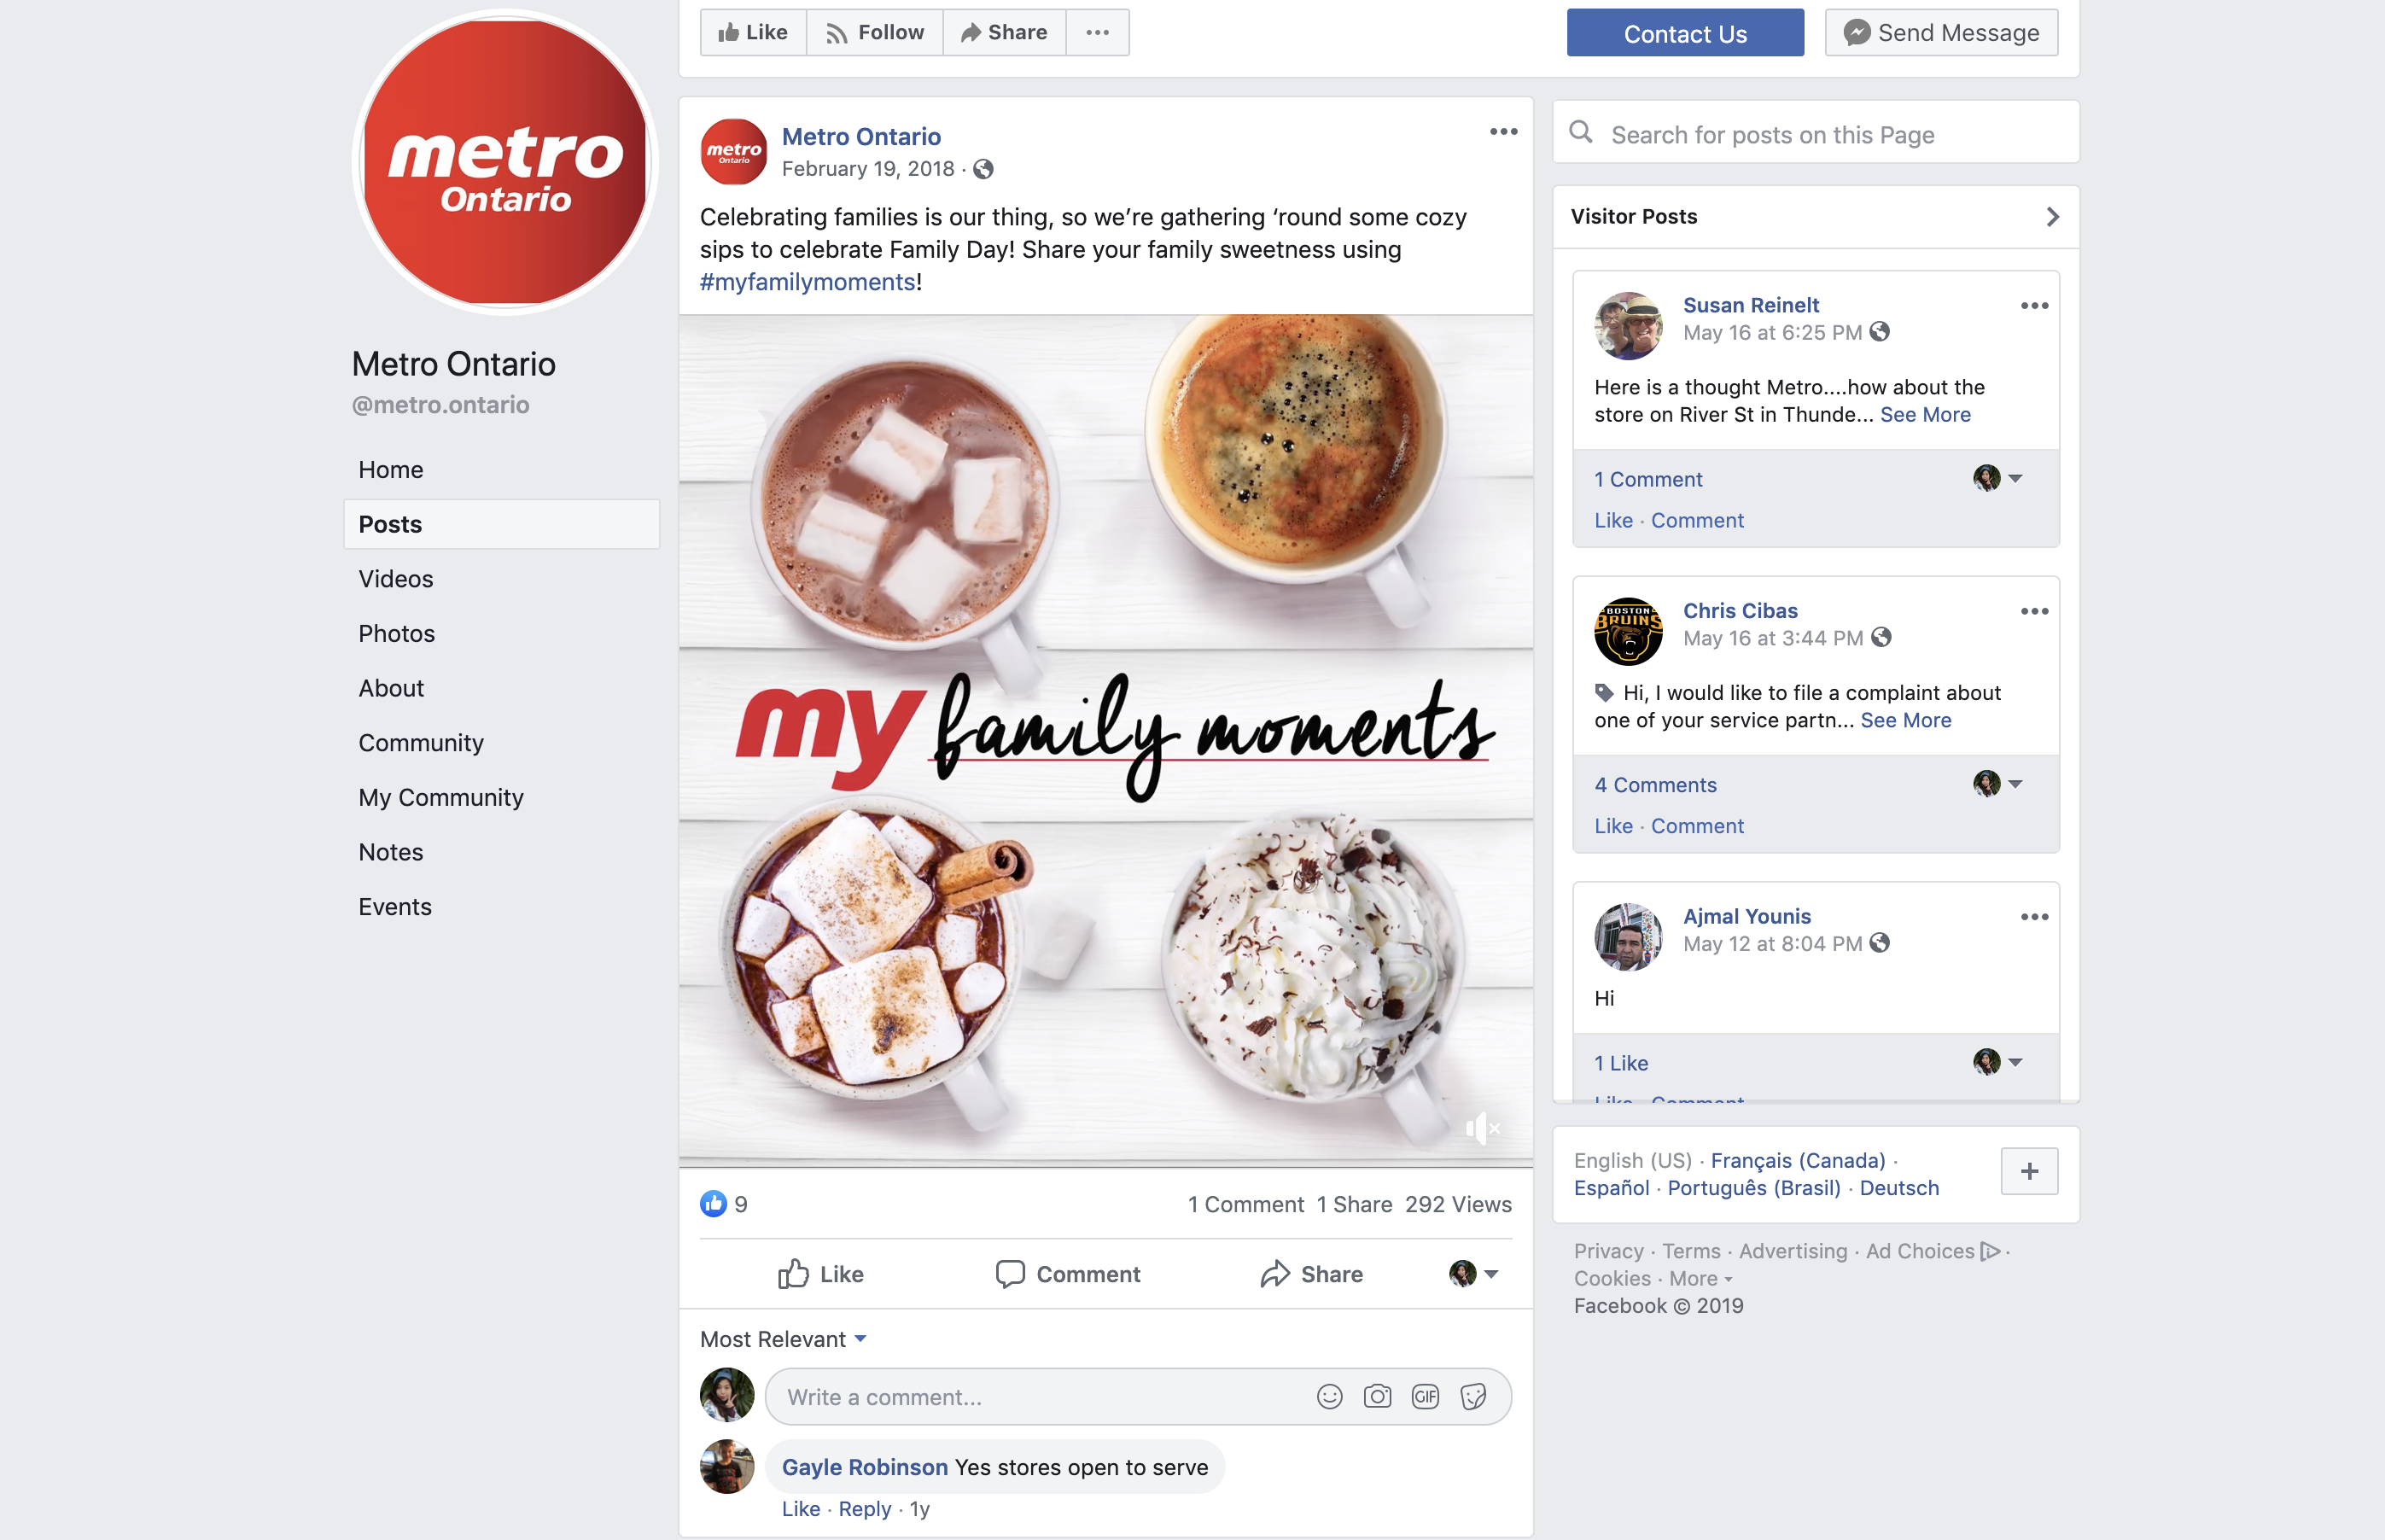 metro
Ontario
Metro Ontario
@metro.ontario
Home
Posts
Videos
Photos
About
Community
My Community
Notes
Events
Like
Follow
Share
Contact Us
Send Message
metro
Ontario
Metro Ontario
February 19, 2018 ·
Celebrating families is our thing, so we’re gathering ‘round some cozy
sips to celebrate Family Day! Share your family sweetness using
#myfamilymoments!
my family moments
9
1 Comment 1 Share 292 Views
Like
Comment
Share
Most Relevant
Write a comment...
GIF
Gayle Robinson Yes stores open to serve
Like · Reply · 1y
Search for posts on this Page
Visitor Posts
Susan Reinelt
May 16 at 6:25 PM
Here is a thought Metro....how about the
store on River St in Thunde... See More
1 Comment
Like · Comment
BOSTON
BRUINS
Chris Cibas
May 16 at 3:44 PM
Hi, I would like to file a complaint about
one of your service partn... See More
4 Comments
Like · Comment
Ajmal Younis
May 12 at 8:04 PM
Hi
1 Like
Like · Comment
English (US) · Français (Canada) ·
Español · Português (Brasil) · Deutsch
+
Privacy · Terms · Advertising · Ad Choices ·
Cookies · More
Facebook © 2019